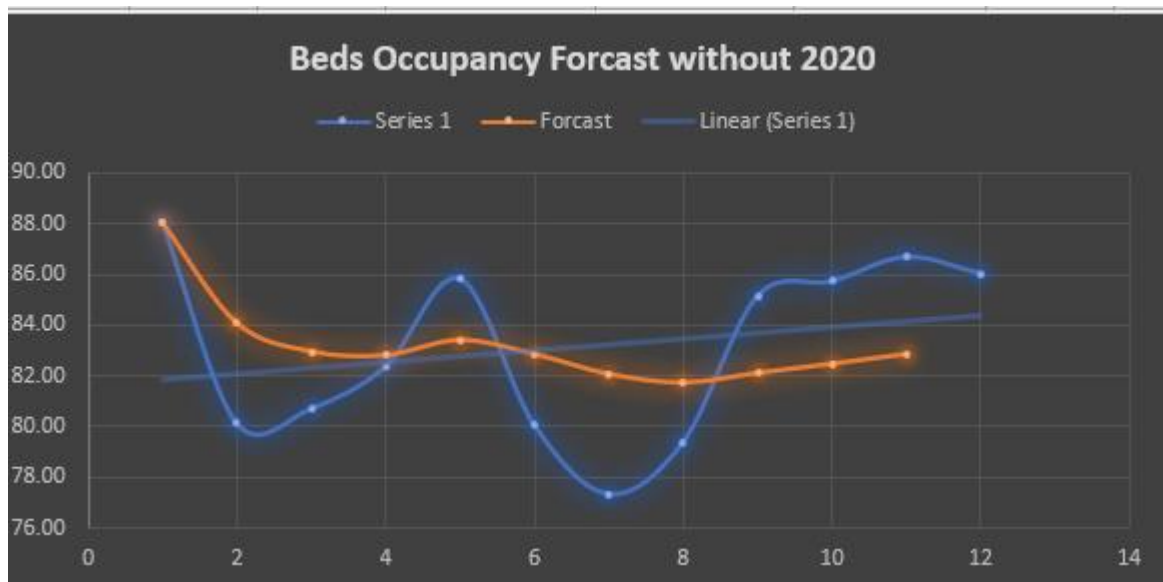 Beds Occupancy Forcast without 2020
Series 1 Forcast Linear (Series 1)
90.00
88.00
86.00
84.00
82.00
80.00
78.00
76.00
0 2 4 6 8 10 12 14